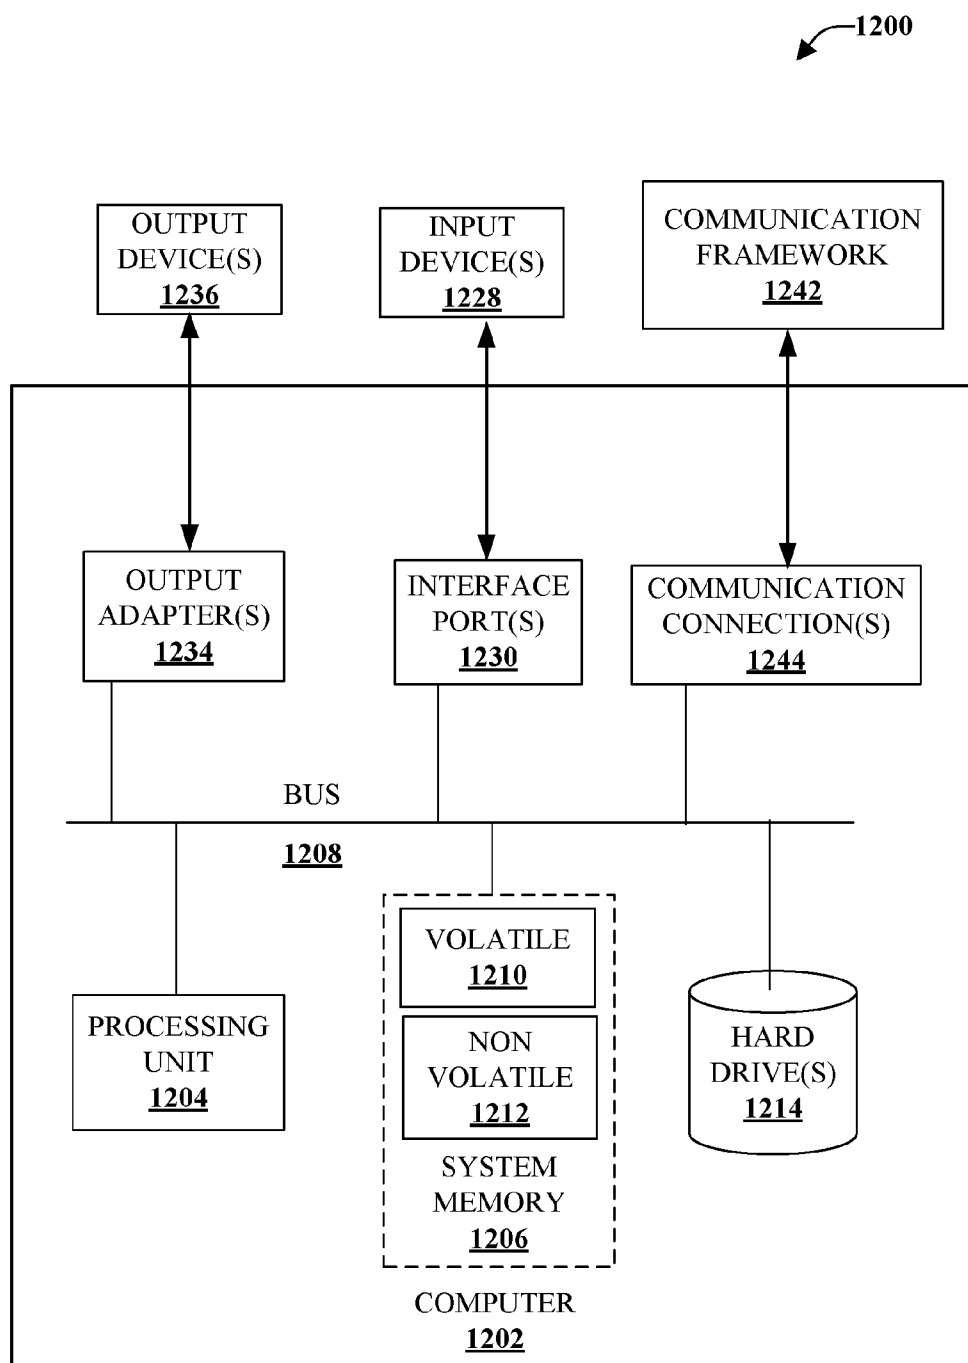 1200
OUTPUT
DEVICE(S)
1236
INPUT
DEVICE(S)
1228
COMMUNICATION
FRAMEWORK
1242
OUTPUT
ADAPTER(S)
1234
INTERFACE
PORT(S)
1230
COMMUNICATION
CONNECTION(S)
1244
BUS
1208
PROCESSING
UNIT
1204
VOLATILE
1210
NON
VOLATILE
1212
SYSTEM
MEMORY
1206
HARD
DRIVE(S)
1214
COMPUTER
1202